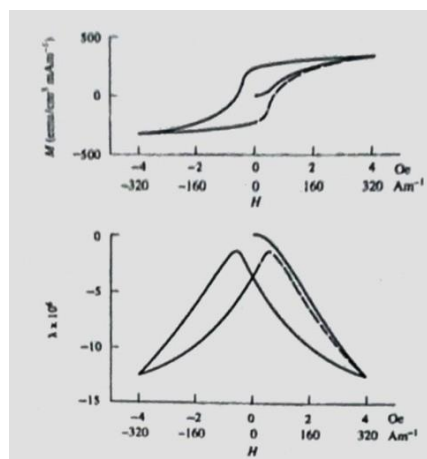 500
M (emu/cm³ mAm⁻¹)
0
−500
−4 −2 0 2 4 Oe
−320 −160 0 160 320 Am⁻¹
H
0
λ x 10⁶
−5
−10
−15
−4 −2 0 2 4 Oe
−320 −160 0 160 320 Am⁻¹
H